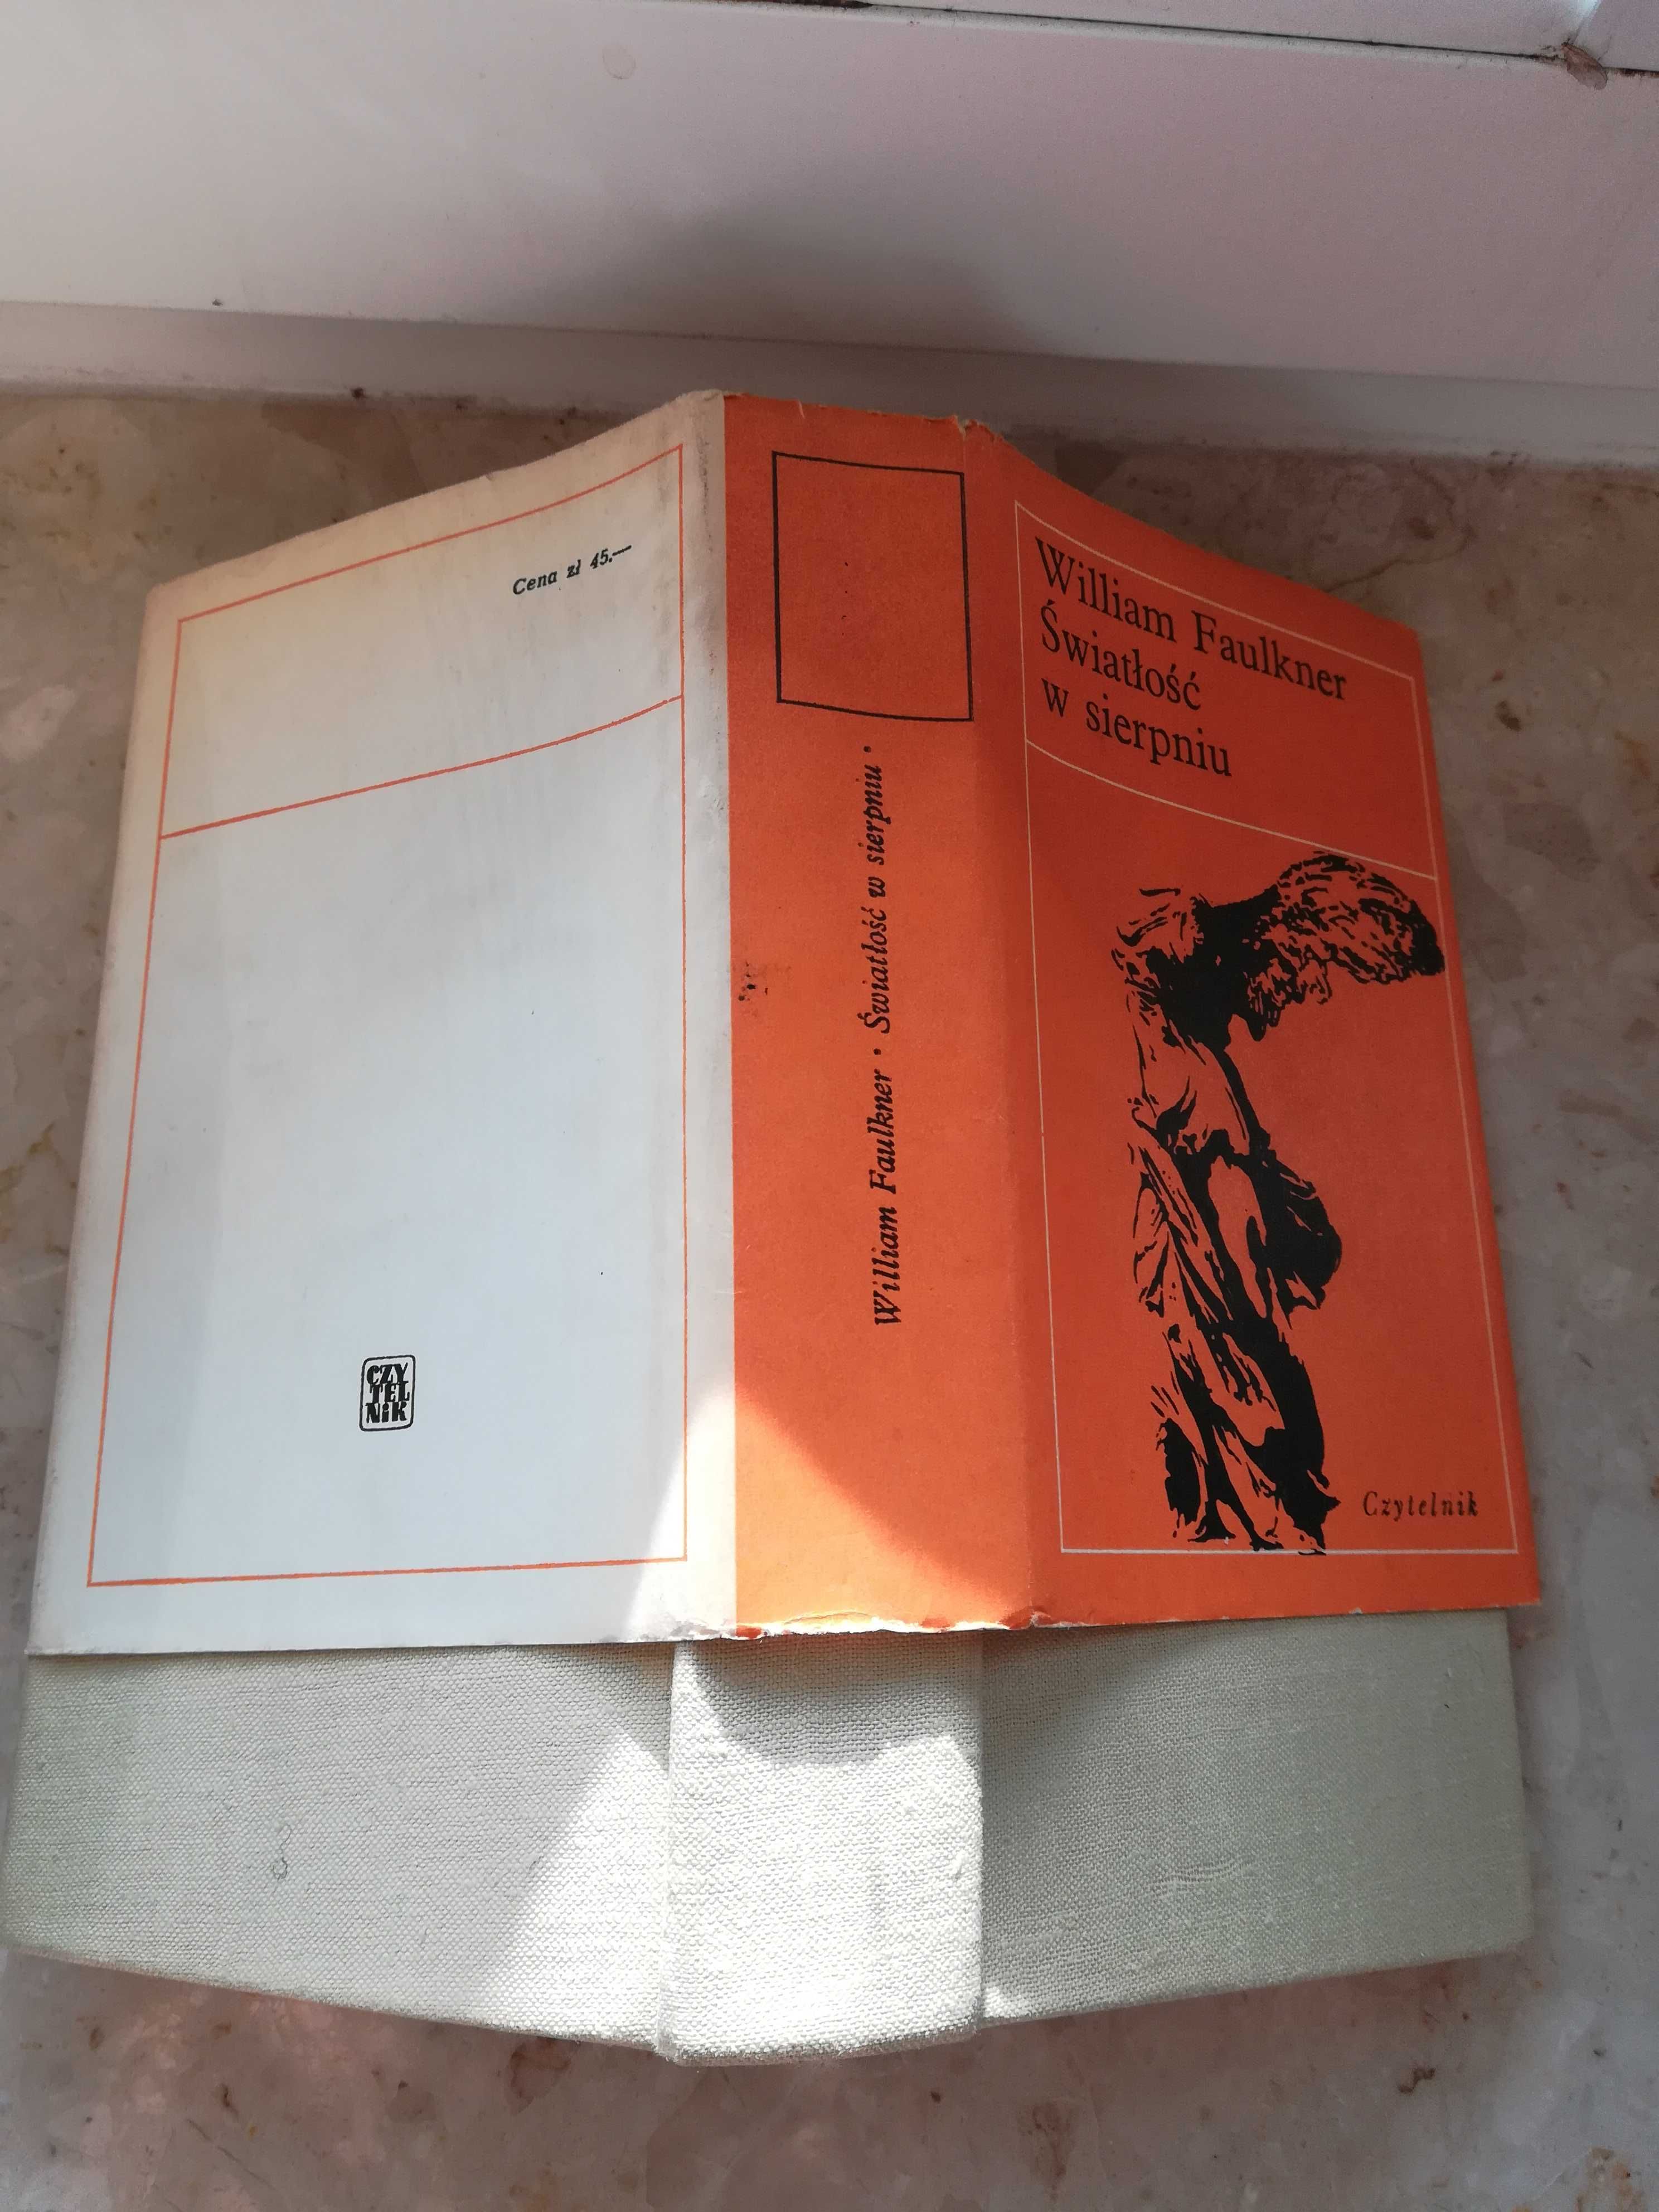 Cena zł 45.—
CZY
TEL
NiK
William Faulkner · Światłość w sierpniu ·
William Faulkner
Światłość
w sierpniu
Czytelnik